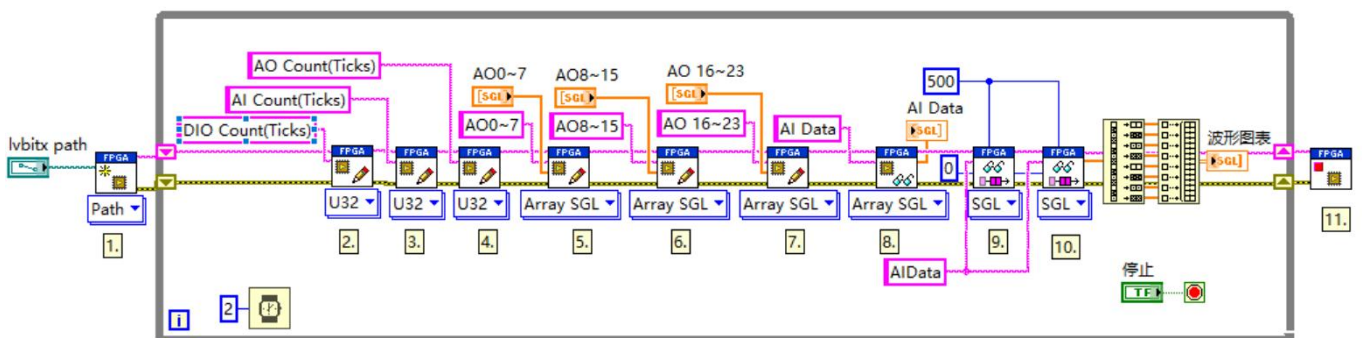 AO Count(Ticks)
AI Count(Ticks)
DIO Count(Ticks)
lvbitx path
FPGA
Path
1.
FPGA
U32
2.
FPGA
U32
3.
FPGA
U32
4.
AO0~7
[SGL]
AO0~7
FPGA
Array SGL
5.
AO8~15
[SGL]
AO8~15
FPGA
Array SGL
6.
AO 16~23
[SGL]
AO 16~23
FPGA
Array SGL
7.
AI Data
AI Data
[SGL]
FPGA
Array SGL
8.
500
0
FPGA
SGL
9.
FPGA
SGL
10.
AIData
波形图表
[SGL]
FPGA
11.
停止
TF
2
i